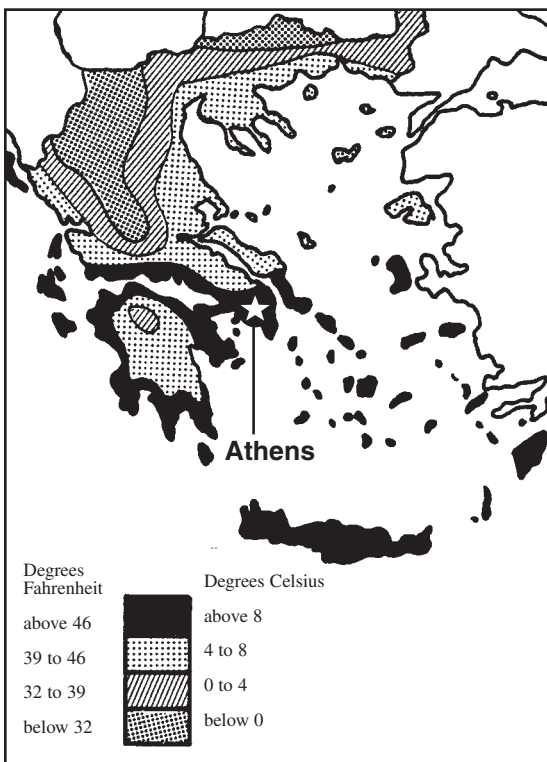 Athens
Degrees
Fahrenheit
above 46
39 to 46
32 to 39
below 32
Degrees Celsius
above 8
4 to 8
0 to 4
below 0